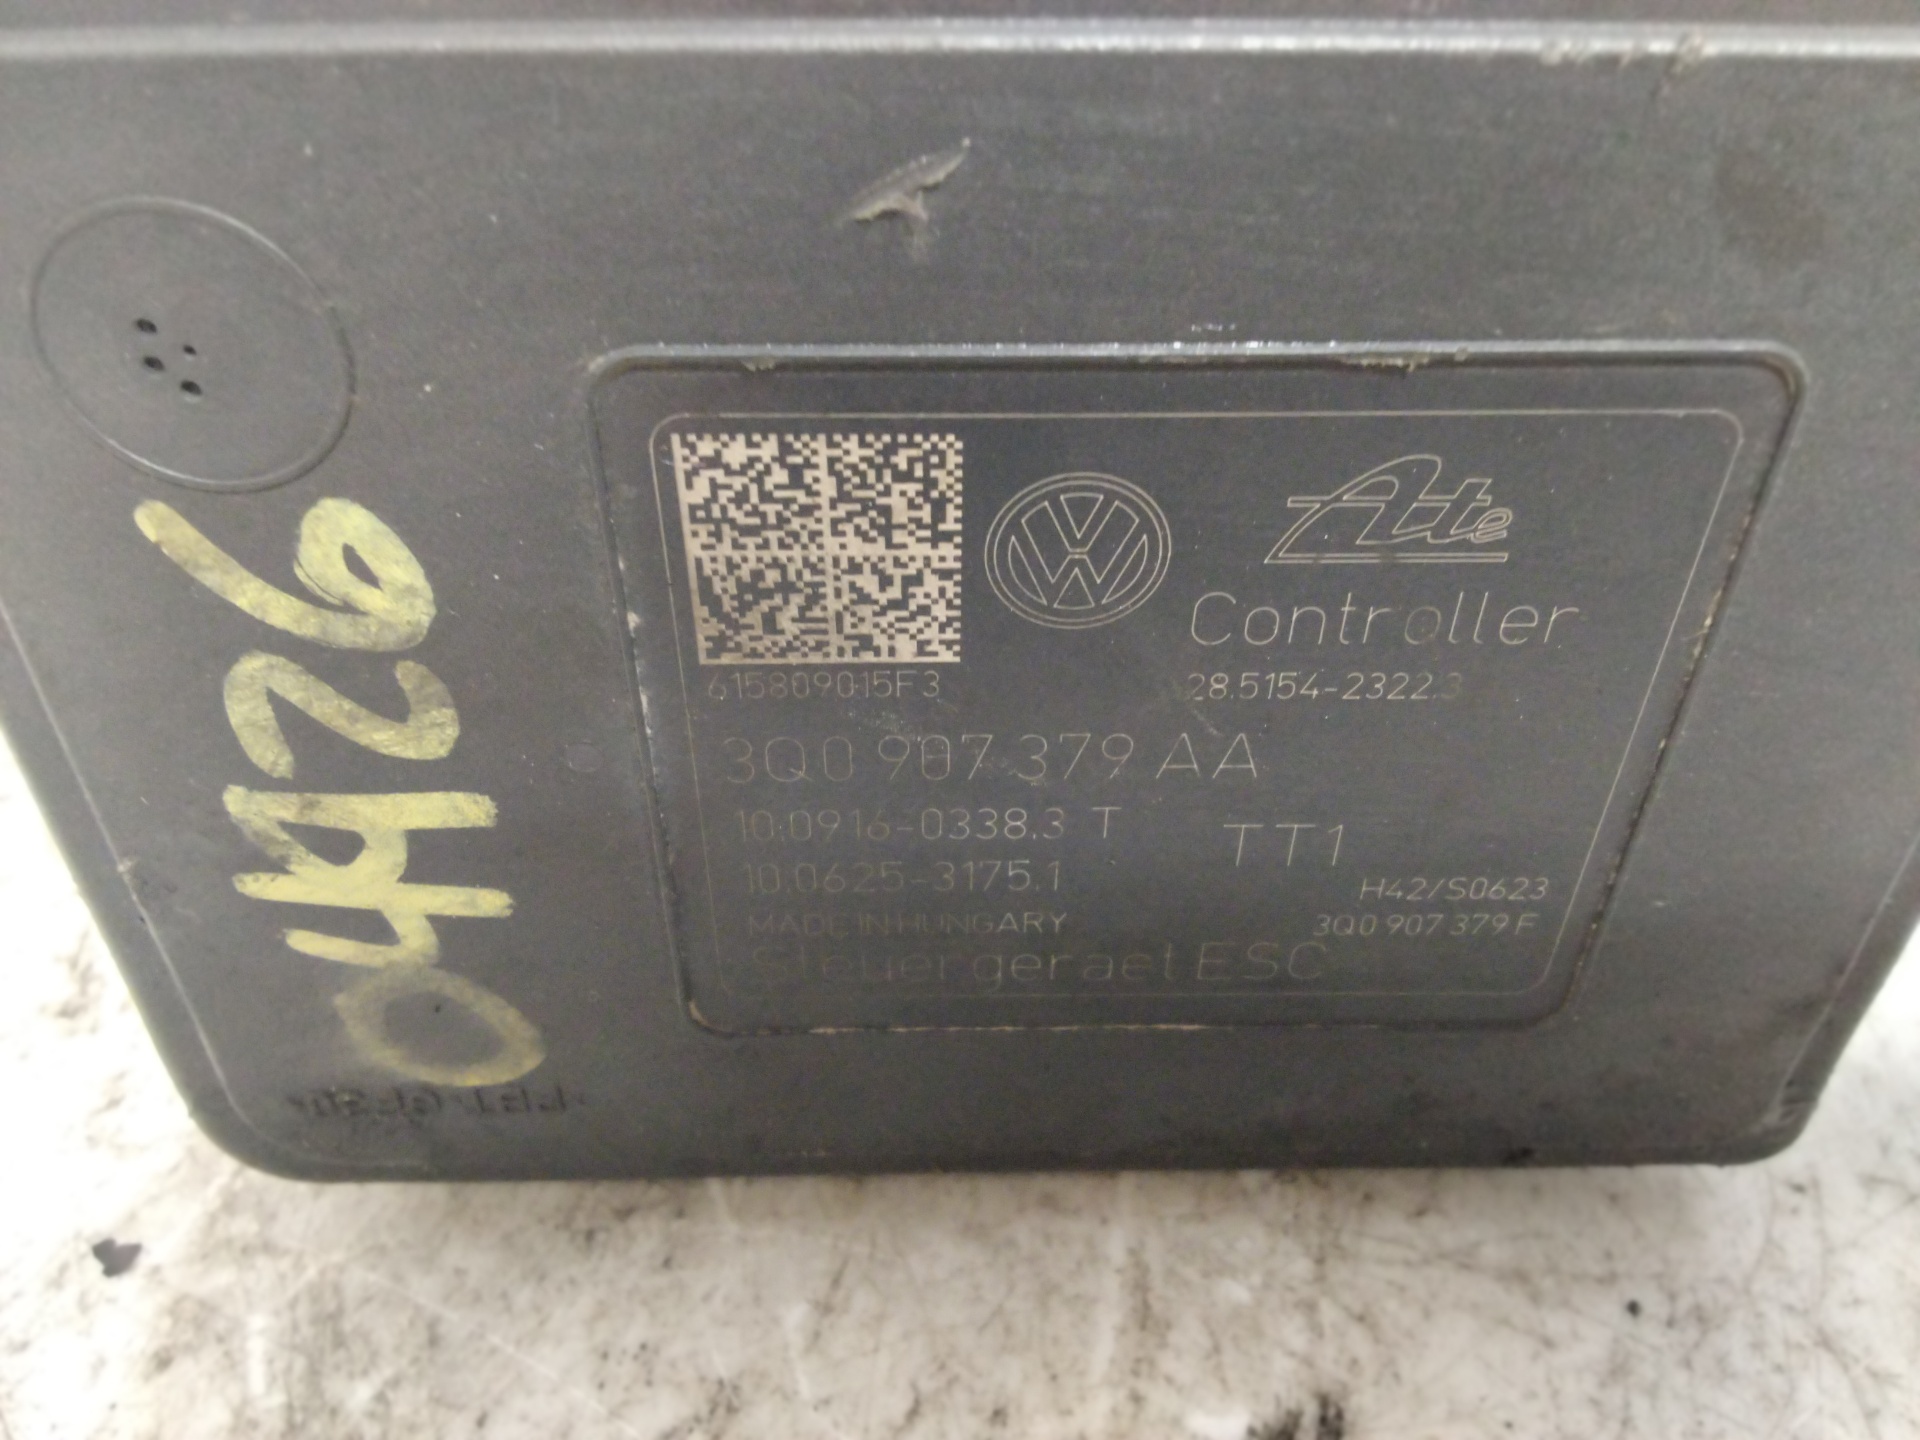 0426
Ate
Controller
615809015F3
28.5154-2322.3
3Q0 907 379 AA
10.0916-0338.3 T
TT1
10.0625-3175.1
H42/S0623
MADE IN HUNGARY
3Q0 907 379 F
Steuergeraet ESC